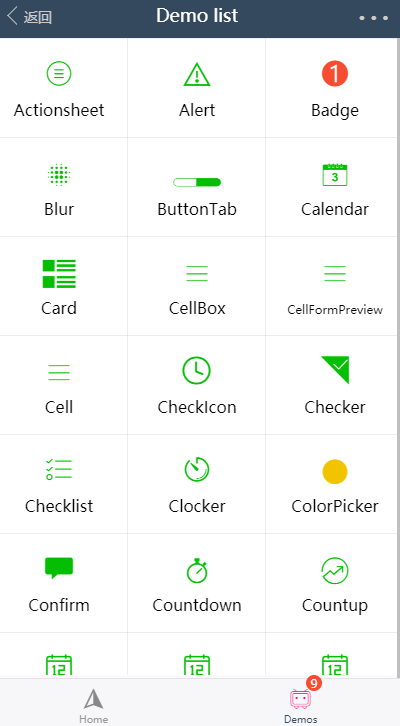 返回 Demo list
Actionsheet Alert 1 Badge
Blur ButtonTab 3 Calendar
Card CellBox CellFormPreview
Cell CheckIcon Checker
Checklist Clocker ColorPicker
Confirm Countdown Countup
12 12 12
Home 9 Demos